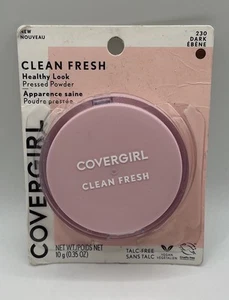 NEW
NOUVEAU
230
DARK
ÉBÈNE
CLEAN FRESH
Healthy Look
Pressed Powder
Apparence saine
Poudre pressée
COVERGIRL
COVERGIRL
CLEAN FRESH
NET WT/POIDS NET
10 g (0.35 OZ)
TALC-FREE
SANS TALC
VEGAN